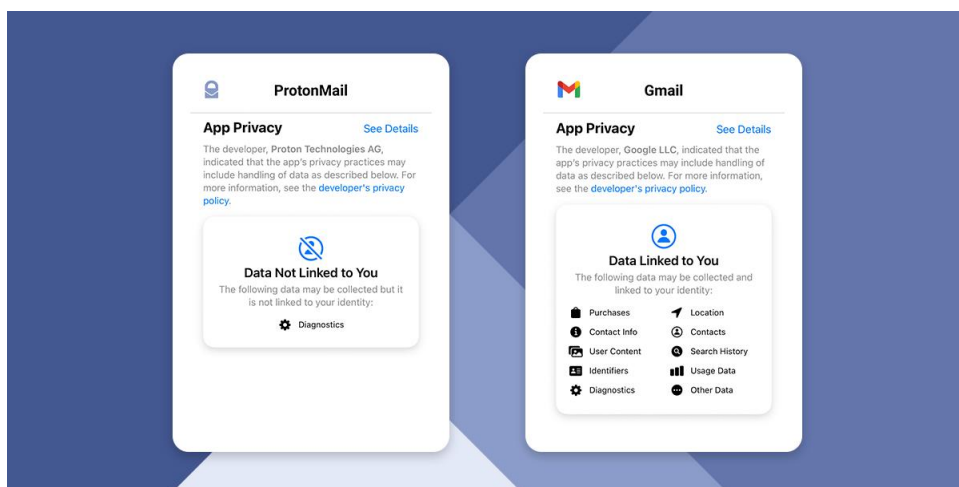 ProtonMail
App Privacy
See Details
The developer, Proton Technologies AG,
indicated that the app's privacy practices may
include handling of data as described below. For
more information, see the developer's privacy
policy.
Data Not Linked to You
The following data may be collected but it
is not linked to your identity:
Diagnostics
Gmail
App Privacy
See Details
The developer, Google LLC, indicated that the
app's privacy practices may include handling of
data as described below. For more information,
see the developer's privacy policy.
Data Linked to You
The following data may be collected and
linked to your identity:
Purchases
Location
Contact Info
Contacts
User Content
Search History
Identifiers
Usage Data
Diagnostics
Other Data